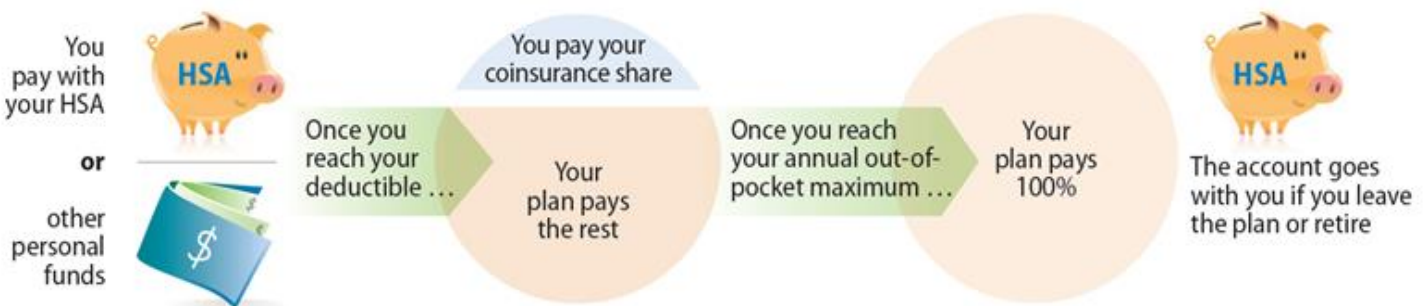 You
pay with
your HSA
HSA
or
other
personal
funds
$
$
$
Once you
reach your
deductible …
You pay your
coinsurance share
Your
plan pays
the rest
Once you reach
your annual out-of-
pocket maximum …
Your
plan pays
100%
HSA
The account goes
with you if you leave
the plan or retire